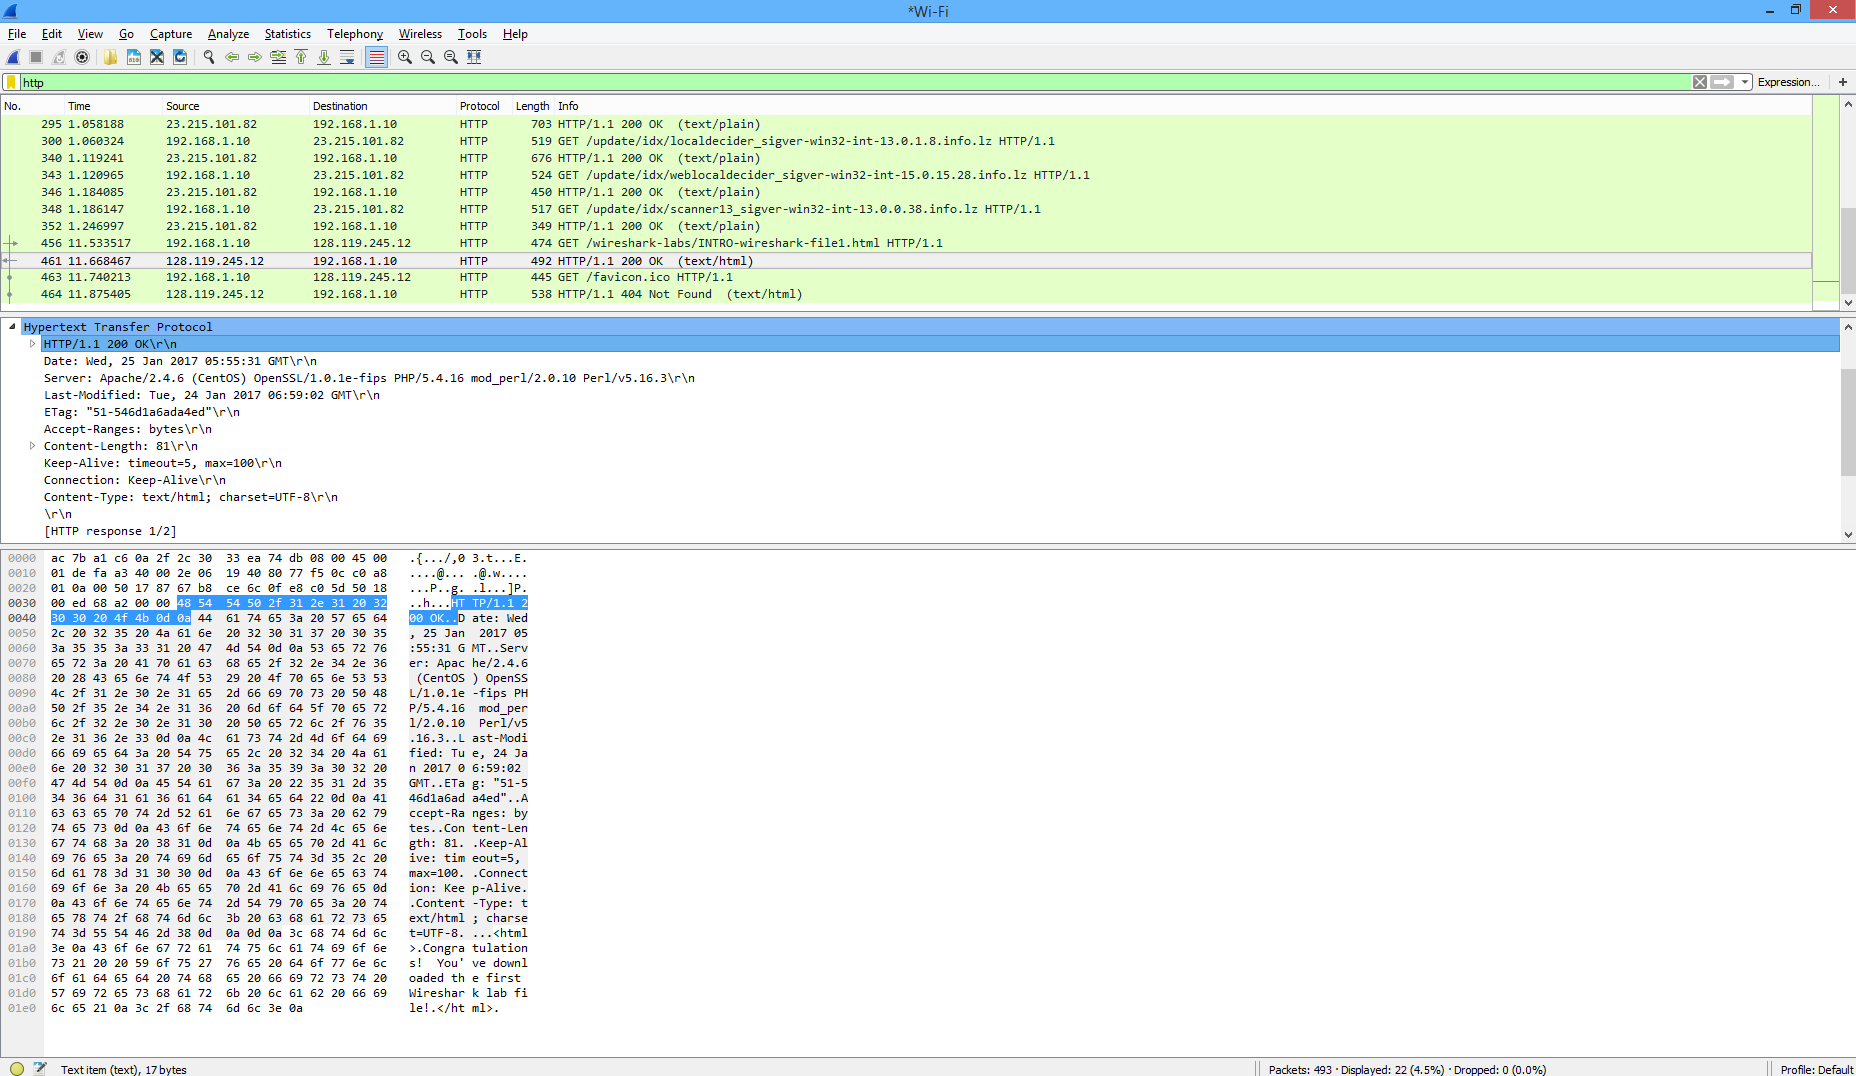 *Wi-Fi
File Edit View Go Capture Analyze Statistics Telephony Wireless Tools Help
http Expression... +
No. Time Source Destination Protocol Length Info
295 1.058188 23.215.101.82 192.168.1.10 HTTP 703 HTTP/1.1 200 OK (text/plain)
300 1.060324 192.168.1.10 23.215.101.82 HTTP 519 GET /update/idx/localdecider_sigver-win32-int-13.0.1.8.info.lz HTTP/1.1
340 1.119241 23.215.101.82 192.168.1.10 HTTP 676 HTTP/1.1 200 OK (text/plain)
343 1.120965 192.168.1.10 23.215.101.82 HTTP 524 GET /update/idx/weblocaldecider_sigver-win32-int-15.0.15.28.info.lz HTTP/1.1
346 1.184085 23.215.101.82 192.168.1.10 HTTP 450 HTTP/1.1 200 OK (text/plain)
348 1.186147 192.168.1.10 23.215.101.82 HTTP 517 GET /update/idx/scanner13_sigver-win32-int-13.0.0.38.info.lz HTTP/1.1
352 1.246997 23.215.101.82 192.168.1.10 HTTP 349 HTTP/1.1 200 OK (text/plain)
456 11.533517 192.168.1.10 128.119.245.12 HTTP 474 GET /wireshark-labs/INTRO-wireshark-file1.html HTTP/1.1
461 11.668467 128.119.245.12 192.168.1.10 HTTP 492 HTTP/1.1 200 OK (text/html)
463 11.740213 192.168.1.10 128.119.245.12 HTTP 445 GET /favicon.ico HTTP/1.1
464 11.875405 128.119.245.12 192.168.1.10 HTTP 538 HTTP/1.1 404 Not Found (text/html)
Hypertext Transfer Protocol
HTTP/1.1 200 OK\r\n
Date: Wed, 25 Jan 2017 05:55:31 GMT\r\n
Server: Apache/2.4.6 (CentOS) OpenSSL/1.0.1e-fips PHP/5.4.16 mod_perl/2.0.10 Perl/v5.16.3\r\n
Last-Modified: Tue, 24 Jan 2017 06:59:02 GMT\r\n
ETag: "51-546d1a6ada4ed"\r\n
Accept-Ranges: bytes\r\n
Content-Length: 81\r\n
Keep-Alive: timeout=5, max=100\r\n
Connection: Keep-Alive\r\n
Content-Type: text/html; charset=UTF-8\r\n
\r\n
[HTTP response 1/2]
0000 ac 7b a1 c6 0a 2f 2c 30 33 ea 74 db 08 00 45 00 .{.../,0 3.t...E.
0010 01 de fa a3 40 00 2e 06 19 40 80 77 f5 0c c0 a8 ....@... .@.w....
0020 01 0a 00 50 17 87 67 b8 ce 6c 0f e8 c0 5d 50 18 ...P..g. .l...]P.
0030 00 ed 68 a2 00 00 48 54 54 50 2f 31 2e 31 20 32 ..h...HT TP/1.1 2
0040 30 30 20 4f 4b 0d 0a 44 61 74 65 3a 20 57 65 64 00 OK..D ate: Wed
0050 2c 20 32 35 20 4a 61 6e 20 32 30 31 37 20 30 35 , 25 Jan 2017 05
0060 3a 35 35 3a 33 31 20 47 4d 54 0d 0a 53 65 72 76 :55:31 G MT..Serv
0070 65 72 3a 20 41 70 61 63 68 65 2f 32 2e 34 2e 36 er: Apac he/2.4.6
0080 20 28 43 65 6e 74 4f 53 29 20 4f 70 65 6e 53 53 (CentOS ) OpenSS
0090 4c 2f 31 2e 30 2e 31 65 2d 66 69 70 73 20 50 48 L/1.0.1e -fips PH
00a0 50 2f 35 2e 34 2e 31 36 20 6d 6f 64 5f 70 65 72 P/5.4.16 mod_per
00b0 6c 2f 32 2e 30 2e 31 30 20 50 65 72 6c 2f 76 35 l/2.0.10 Perl/v5
00c0 2e 31 36 2e 33 0d 0a 4c 61 73 74 2d 4d 6f 64 69 .16.3..L ast-Modi
00d0 66 69 65 64 3a 20 54 75 65 2c 20 32 34 20 4a 61 fied: Tu e, 24 Ja
00e0 6e 20 32 30 31 37 20 30 36 3a 35 39 3a 30 32 20 n 2017 0 6:59:02
00f0 47 4d 54 0d 0a 45 54 61 67 3a 20 22 35 31 2d 35 GMT..ETa g: "51-5
0100 34 36 64 31 61 36 61 64 61 34 65 64 22 0d 0a 41 46d1a6ad a4ed"..A
0110 63 63 65 70 74 2d 52 61 6e 67 65 73 3a 20 62 79 ccept-Ra nges: by
0120 74 65 73 0d 0a 43 6f 6e 74 65 6e 74 2d 4c 65 6e tes..Con tent-Len
0130 67 74 68 3a 20 38 31 0d 0a 4b 65 65 70 2d 41 6c gth: 81. .Keep-Al
0140 69 76 65 3a 20 74 69 6d 65 6f 75 74 3d 35 2c 20 ive: tim eout=5,
0150 6d 61 78 3d 31 30 30 0d 0a 43 6f 6e 6e 65 63 74 max=100. .Connect
0160 69 6f 6e 3a 20 4b 65 65 70 2d 41 6c 69 76 65 0d ion: Kee p-Alive.
0170 0a 43 6f 6e 74 65 6e 74 2d 54 79 70 65 3a 20 74 .Content -Type: t
0180 65 78 74 2f 68 74 6d 6c 3b 20 63 68 61 72 73 65 ext/html ; charse
0190 74 3d 55 54 46 2d 38 0d 0a 0d 0a 3c 68 74 6d 6c t=UTF-8. ...<html
01a0 3e 0a 43 6f 6e 67 72 61 74 75 6c 61 74 69 6f 6e >.Congra tulation
01b0 73 21 20 20 59 6f 75 27 76 65 20 64 6f 77 6e 6c s! You' ve downl
01c0 6f 61 64 65 64 20 74 68 65 20 66 69 72 73 74 20 oaded th e first
01d0 57 69 72 65 73 68 61 72 6b 20 6c 61 62 20 66 69 Wireshar k lab fi
01e0 6c 65 21 0a 3c 2f 68 74 6d 6c 3e 0a le!.</ht ml>.
Text item (text), 17 bytes Packets: 493 · Displayed: 22 (4.5%) · Dropped: 0 (0.0%) Profile: Default